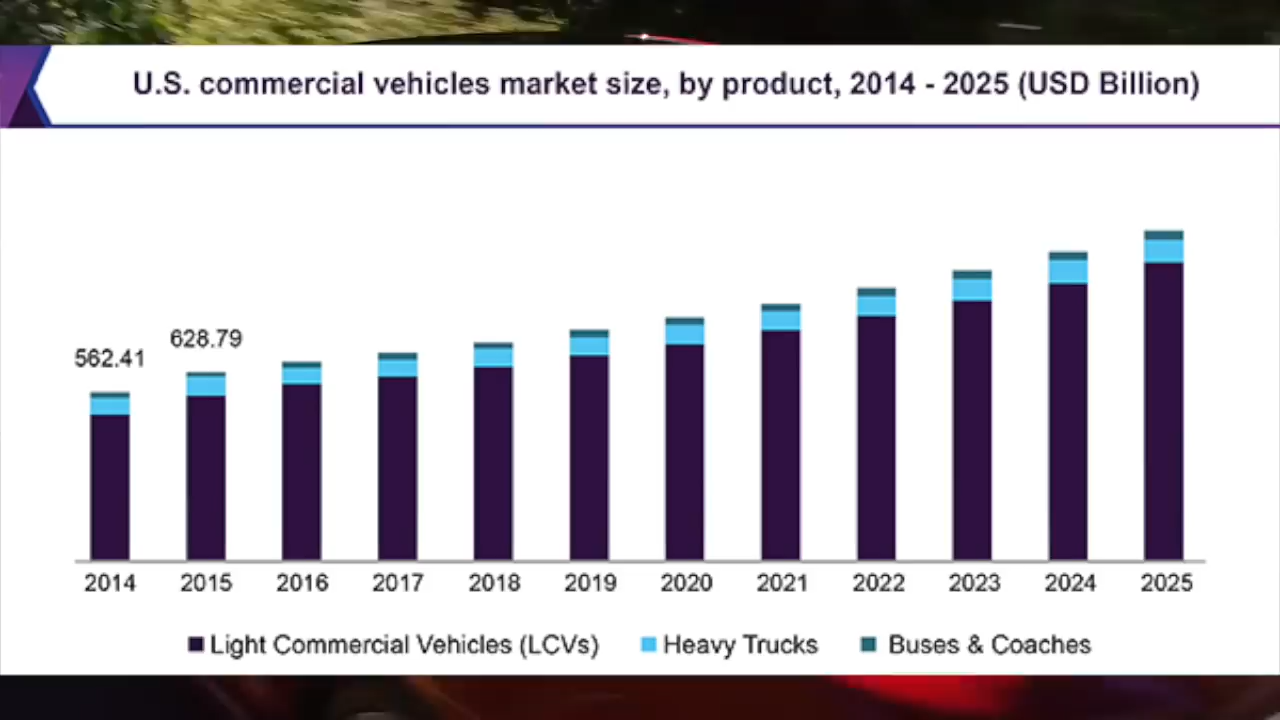 U.S. commercial vehicles market size, by product, 2014 - 2025 (USD Billion)
562.41
628.79
2014 2015 2016 2017 2018 2019 2020 2021 2022 2023 2024 2025
Light Commercial Vehicles (LCVs) Heavy Trucks Buses & Coaches